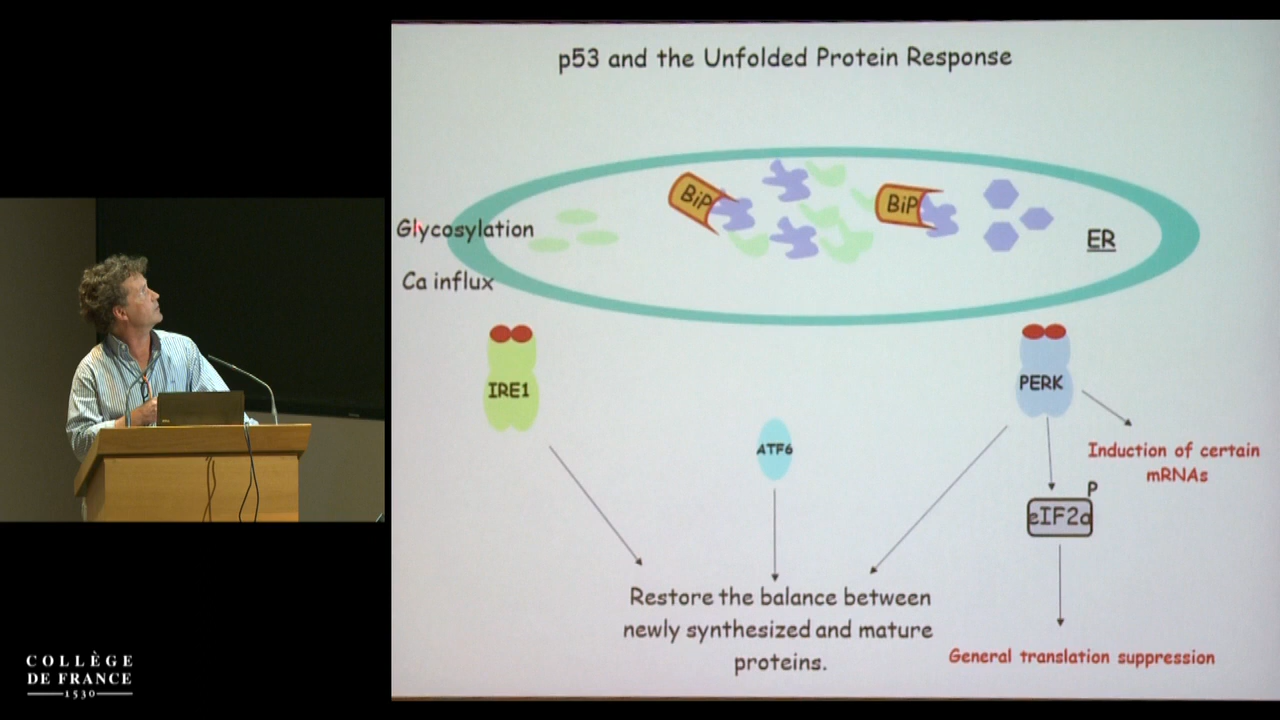 p53 and the Unfolded Protein Response
BiP
BiP
Glycosylation
ER
Ca influx
IRE1
PERK
ATF6
Induction of certain
mRNAs
P
eIF2α
Restore the balance between
newly synthesized and mature
proteins.
General translation suppression
COLLÈGE
DE FRANCE
1530